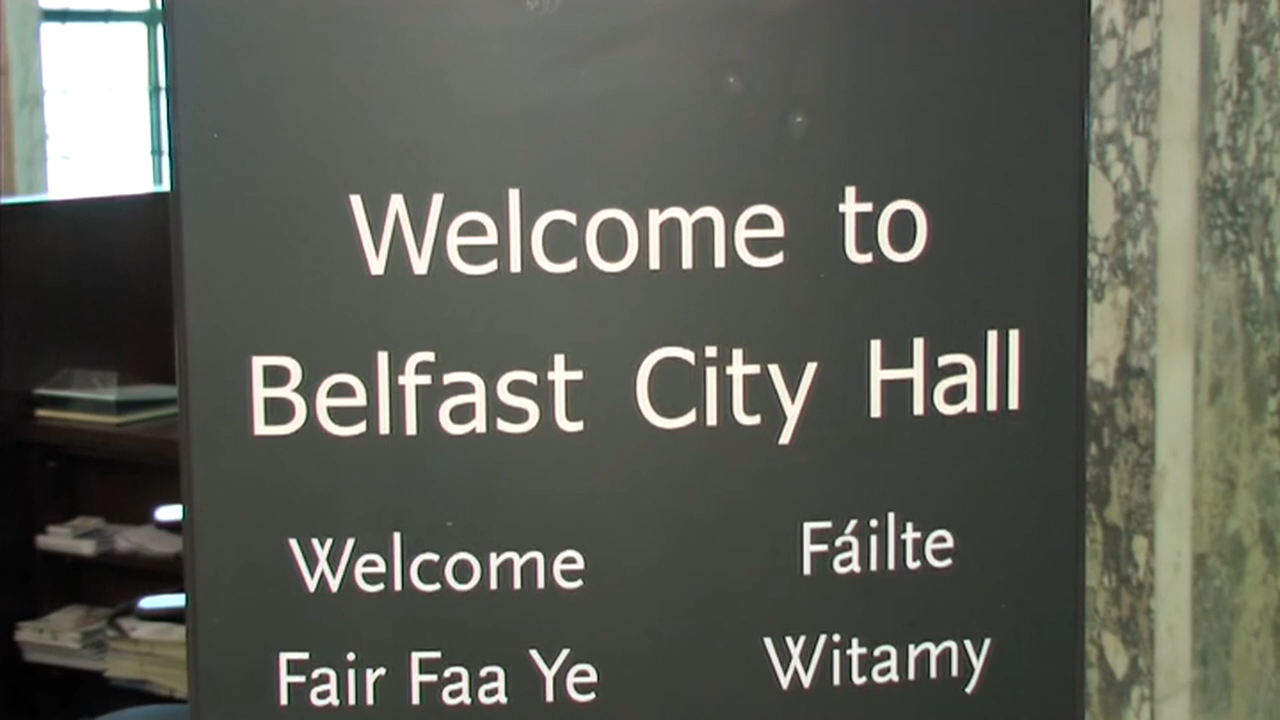 Welcome to
Belfast City Hall
Welcome Fáilte
Fair Faa Ye Witamy